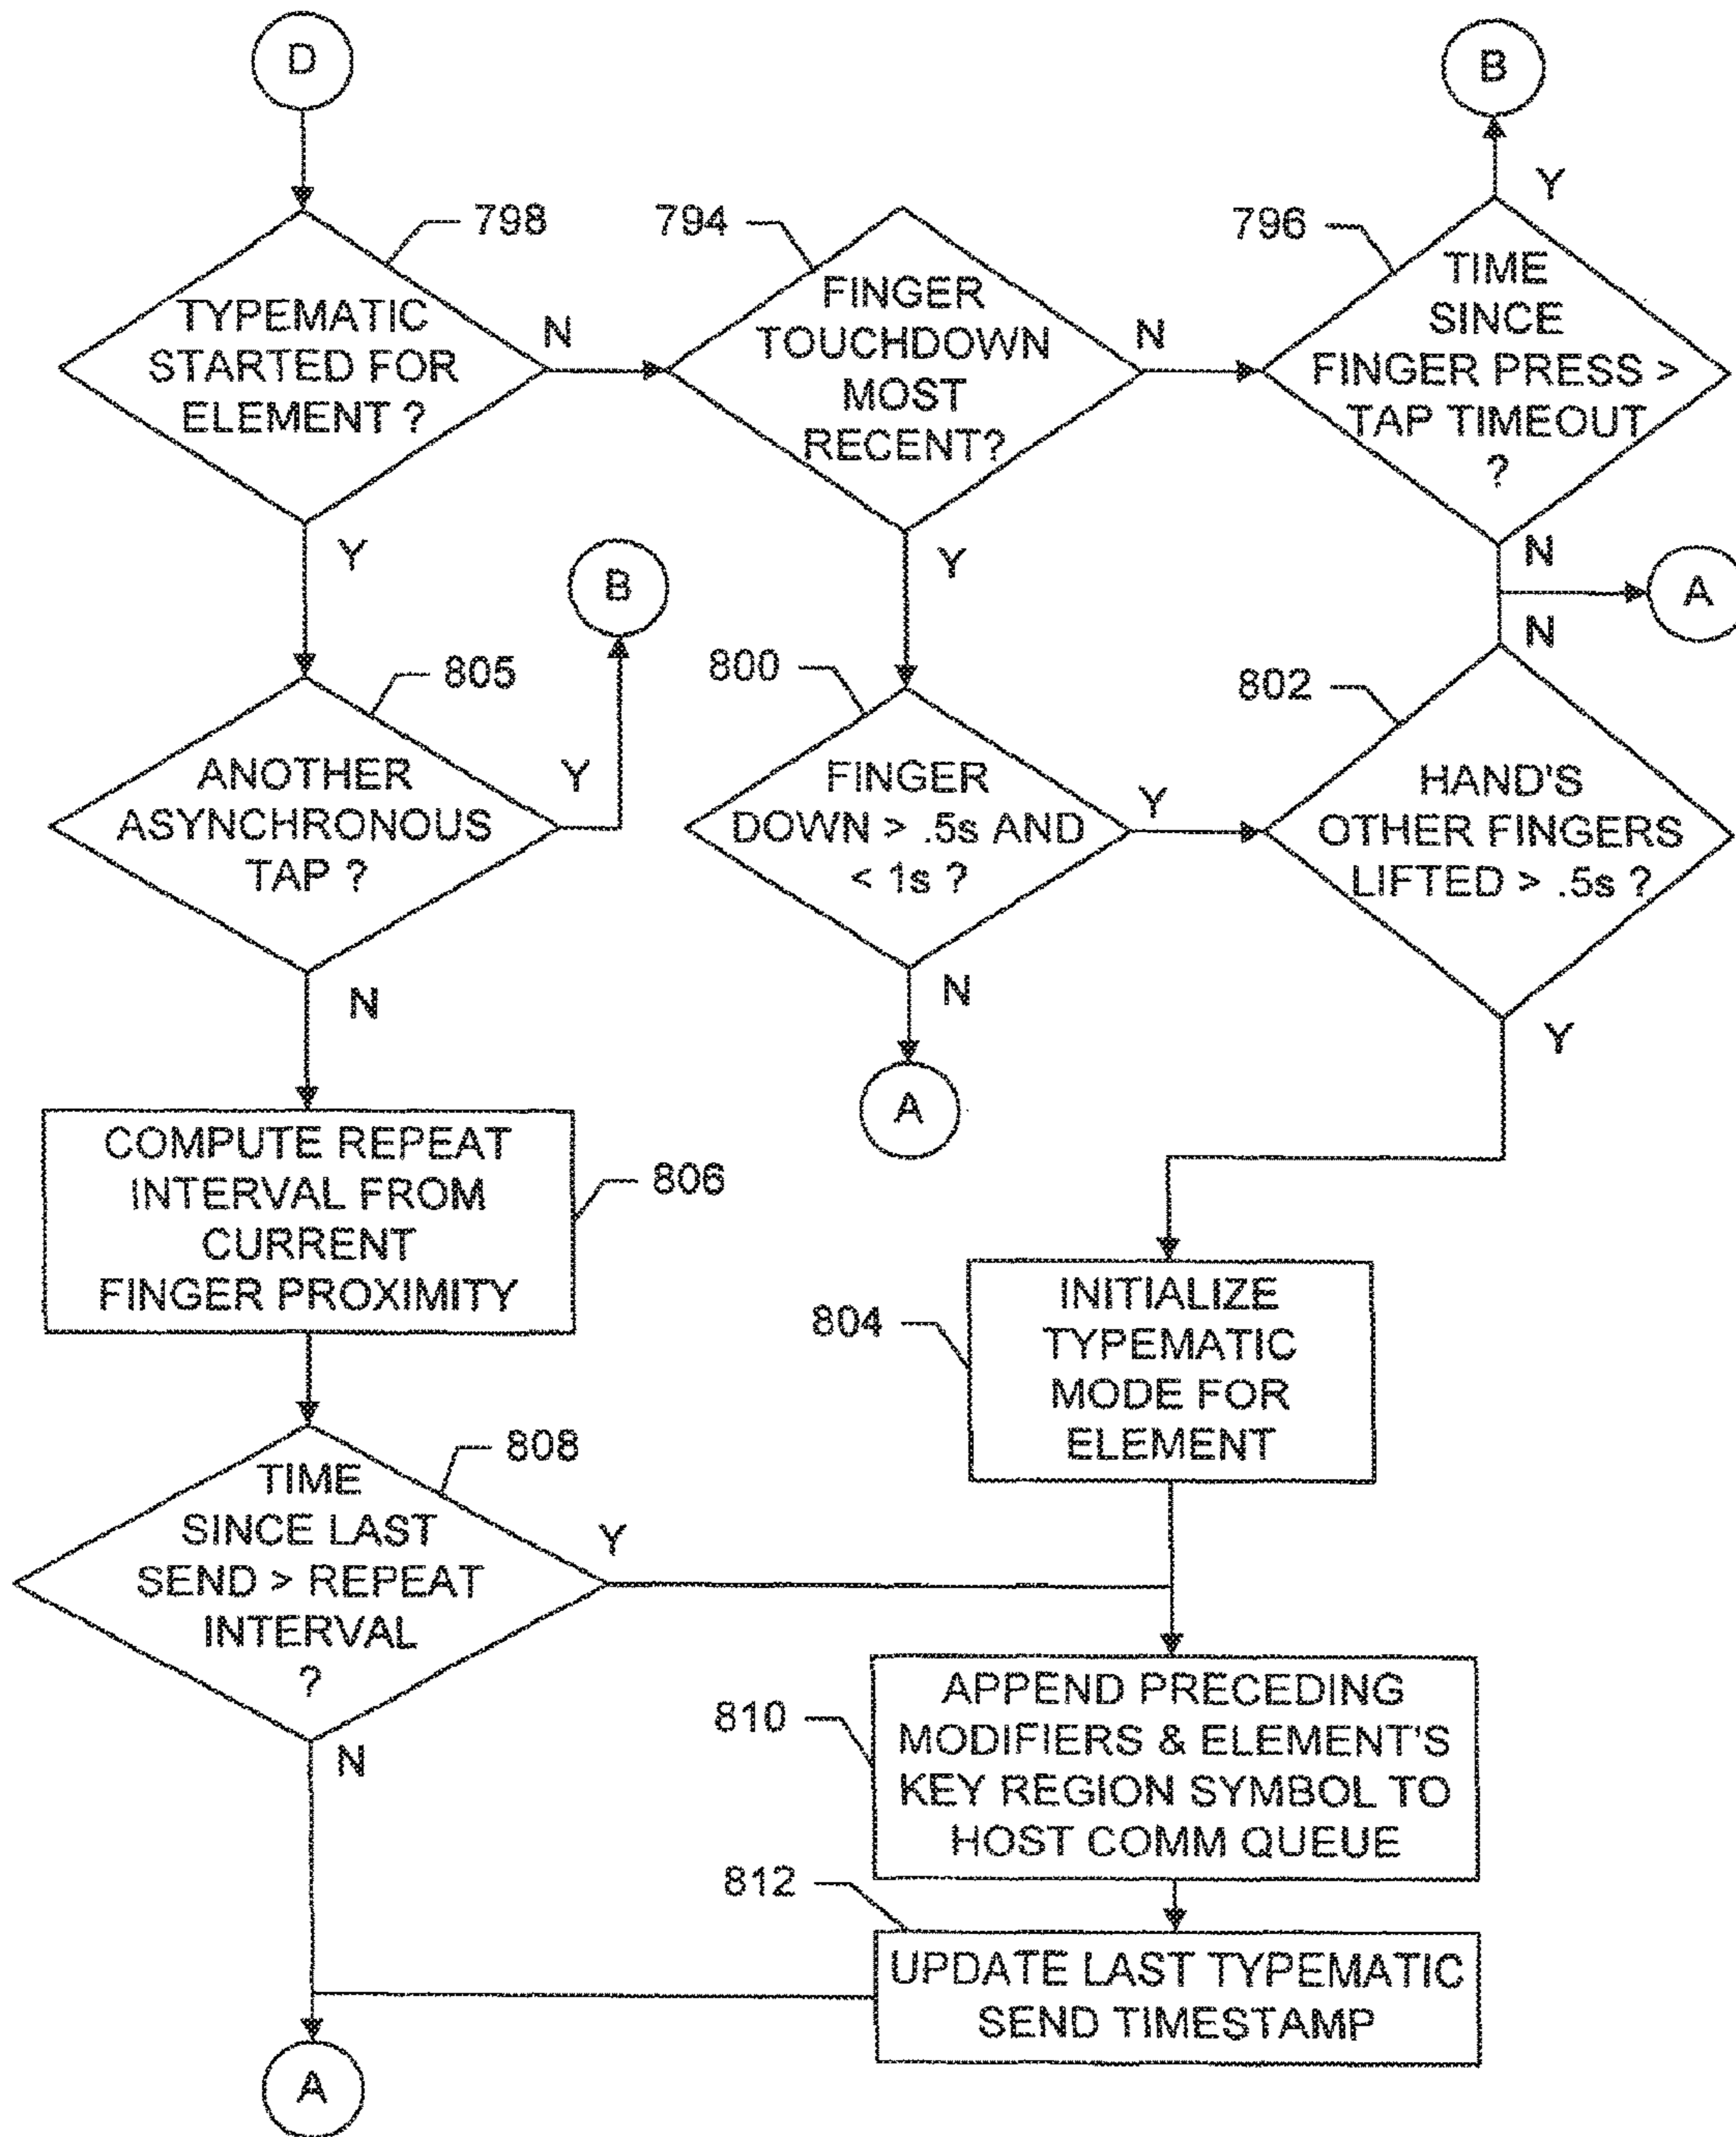 D
B
798
794
796
TYPEMATIC
STARTED FOR
ELEMENT ?
N
Y
FINGER
TOUCHDOWN
MOST
RECENT?
N
Y
TIME
SINCE
FINGER PRESS >
TAP TIMEOUT
?
Y
N
A
N
B
805
800
802
ANOTHER
ASYNCHRONOUS
TAP ?
Y
N
FINGER
DOWN > .5s AND
< 1s ?
Y
N
A
HAND'S
OTHER FINGERS
LIFTED > .5s ?
Y
COMPUTE REPEAT
INTERVAL FROM
CURRENT
FINGER PROXIMITY
806
804
INITIALIZE
TYPEMATIC
MODE FOR
ELEMENT
808
TIME
SINCE LAST
SEND > REPEAT
INTERVAL
?
Y
N
810
APPEND PRECEDING
MODIFIERS & ELEMENT'S
KEY REGION SYMBOL TO
HOST COMM QUEUE
812
UPDATE LAST TYPEMATIC
SEND TIMESTAMP
A